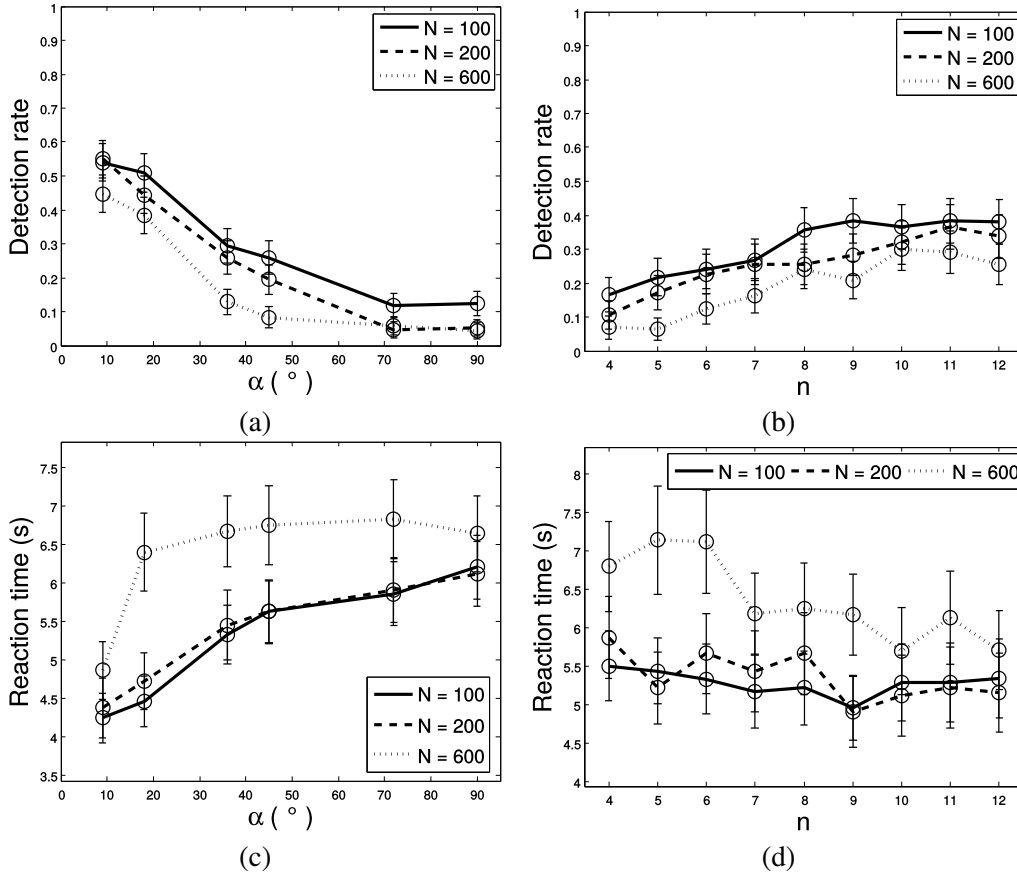 1
0.9
0.8
0.7
0.6
0.5
0.4
0.3
0.2
0.1
0
Detection rate
N = 100
N = 200
N = 600
0 10 20 30 40 50 60 70 80 90
α ( ° )
(a)
1
0.9
0.8
0.7
0.6
0.5
0.4
0.3
0.2
0.1
0
Detection rate
N = 100
N = 200
N = 600
4 5 6 7 8 9 10 11 12
n
(b)
7.5
7
6.5
6
5.5
5
4.5
4
3.5
Reaction time (s)
N = 100
N = 200
N = 600
0 10 20 30 40 50 60 70 80 90
α ( ° )
(c)
8
7.5
7
6.5
6
5.5
5
4.5
4
Reaction time (s)
N = 100 N = 200 N = 600
4 5 6 7 8 9 10 11 12
n
(d)